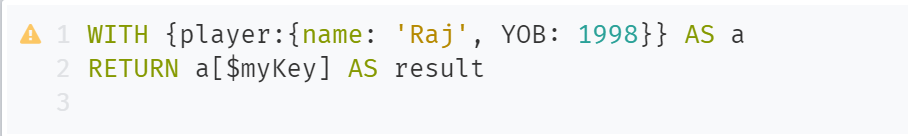 1 WITH {player:{name: 'Raj', YOB: 1998}} AS a
2 RETURN a[$myKey] AS result
3